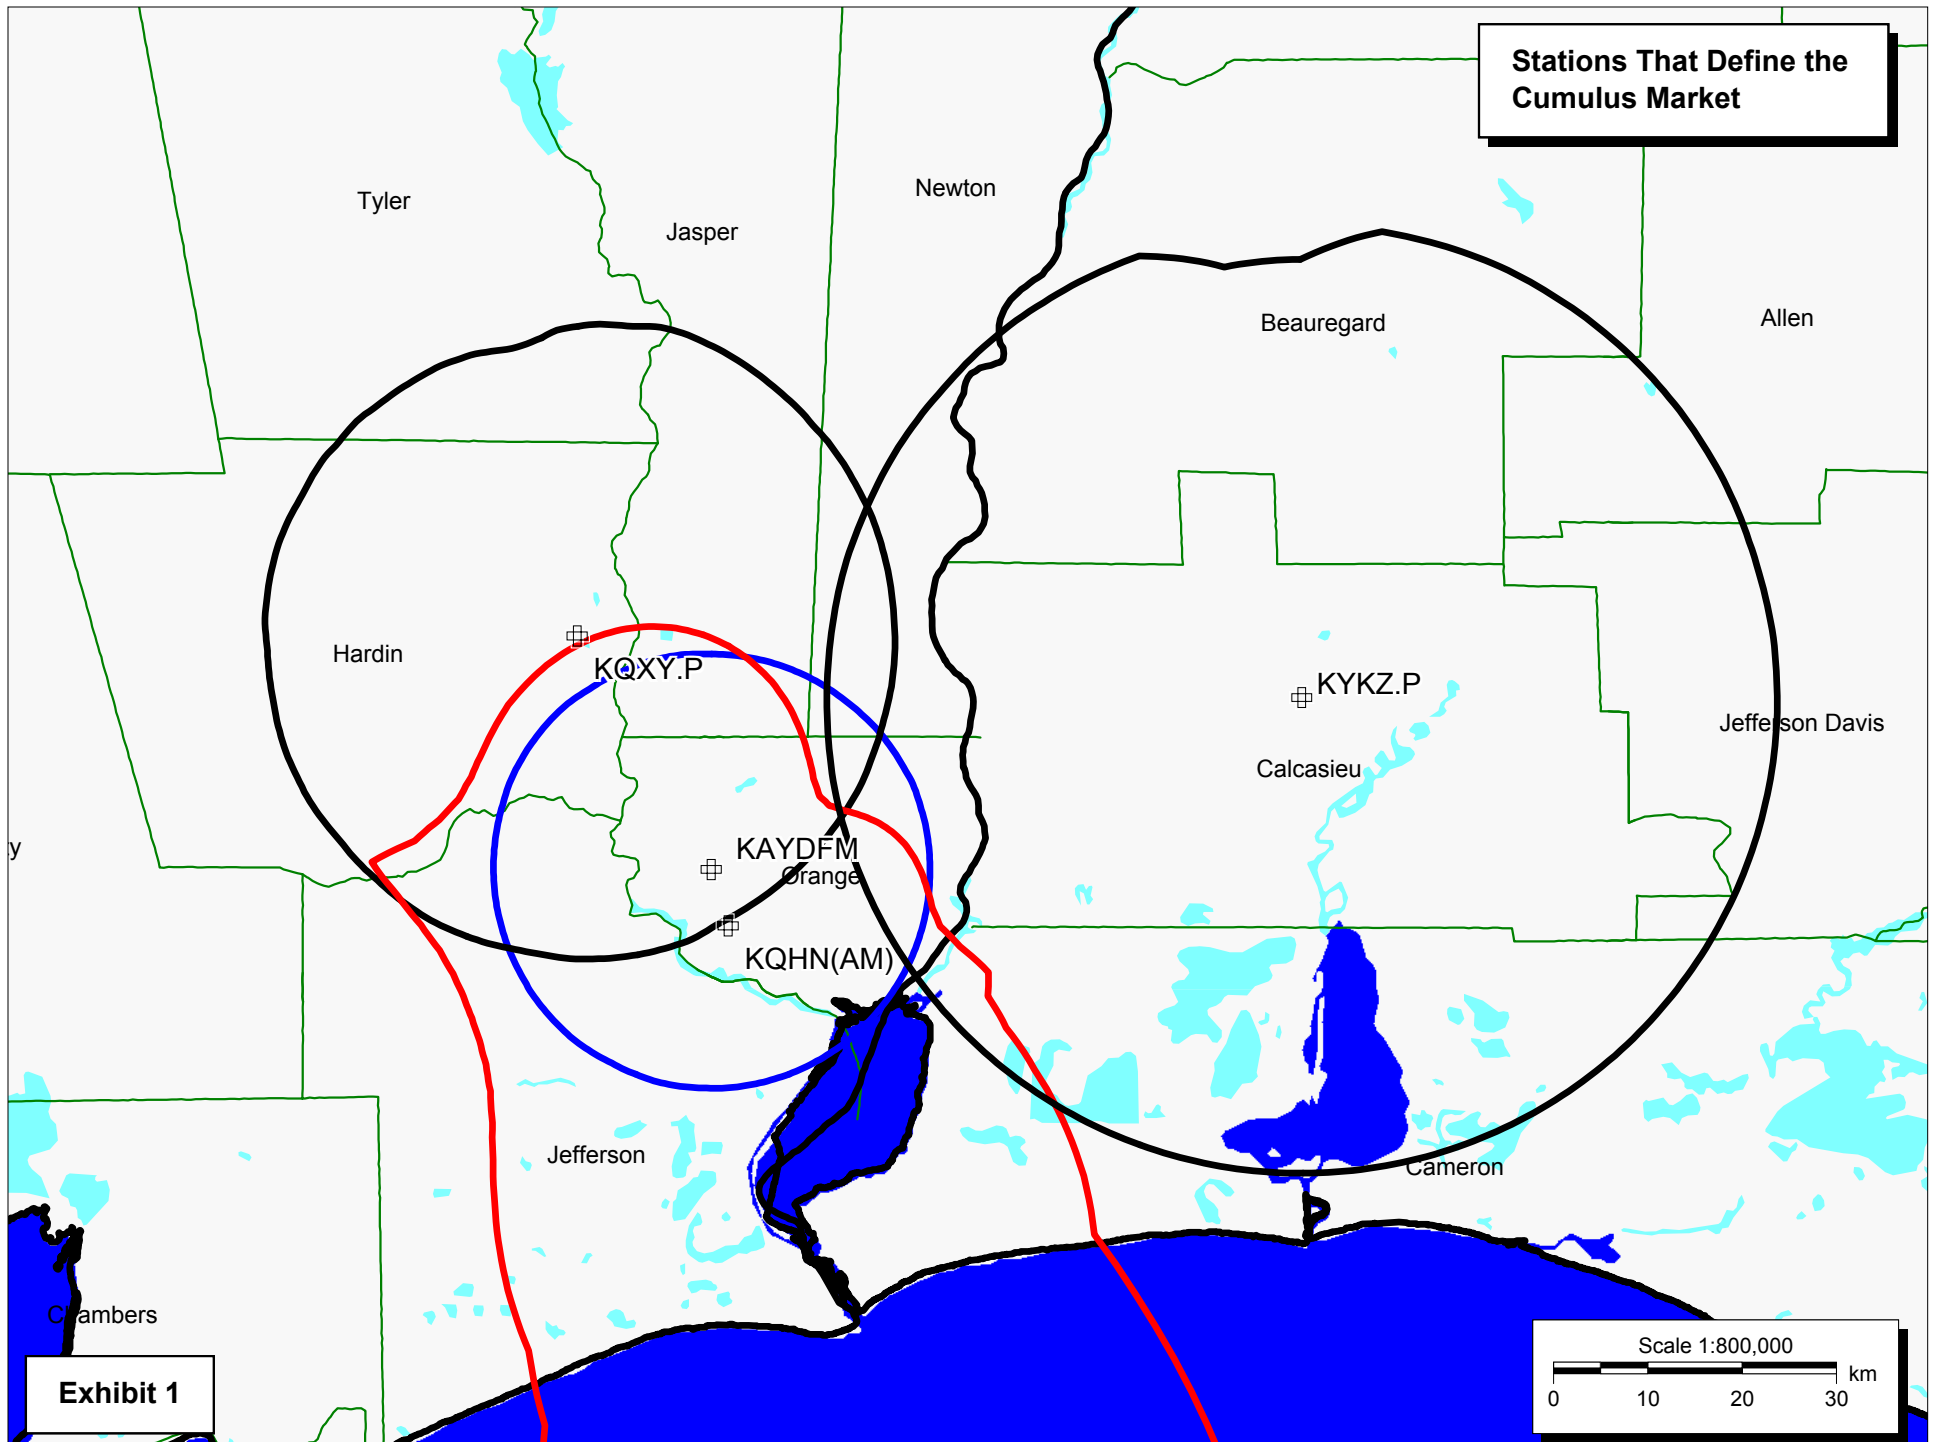 Stations That Define the
Cumulus Market
Tyler
Newton
Jasper
Beauregard
Allen
Hardin
KQXY.P
KYKZ.P
Jefferson Davis
Calcasieu
y
KAYDFM
Orange
KQHN(AM)
Jefferson
Cameron
Chambers
Scale 1:800,000
km
0 10 20 30
Exhibit 1